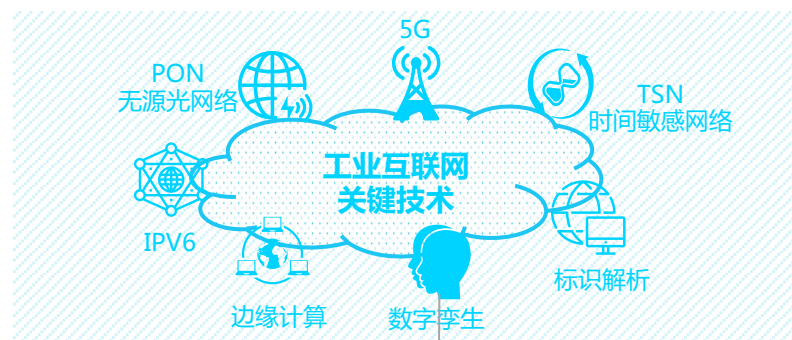 5G
PON
无源光网络
TSN
时间敏感网络
工业互联网
关键技术
IPV6
标识解析
边缘计算
数字孪生